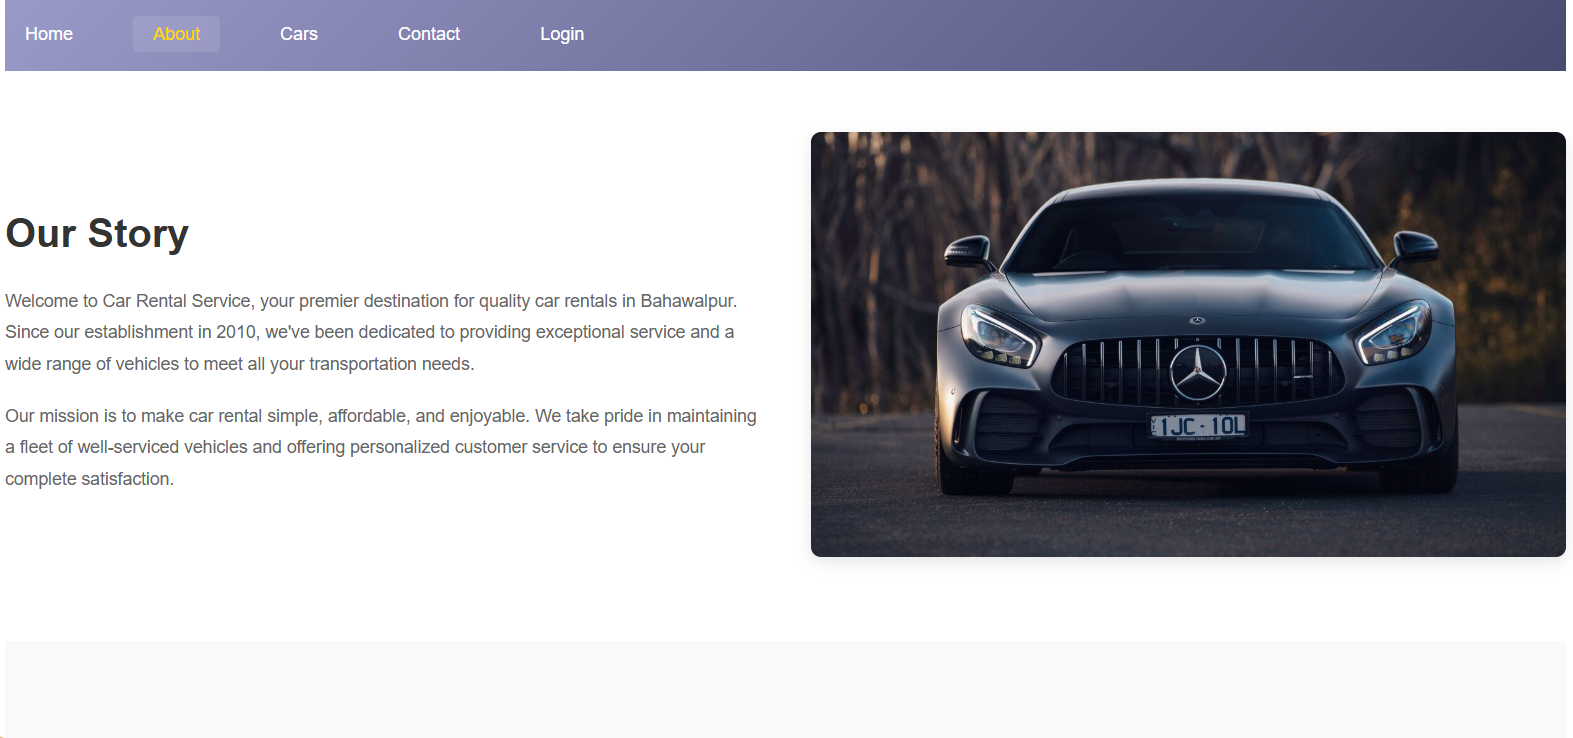 Home About Cars Contact Login
Our Story
Welcome to Car Rental Service, your premier destination for quality car rentals in Bahawalpur.
Since our establishment in 2010, we've been dedicated to providing exceptional service and a
wide range of vehicles to meet all your transportation needs.
Our mission is to make car rental simple, affordable, and enjoyable. We take pride in maintaining
a fleet of well-serviced vehicles and offering personalized customer service to ensure your
complete satisfaction.
1JC·1OL